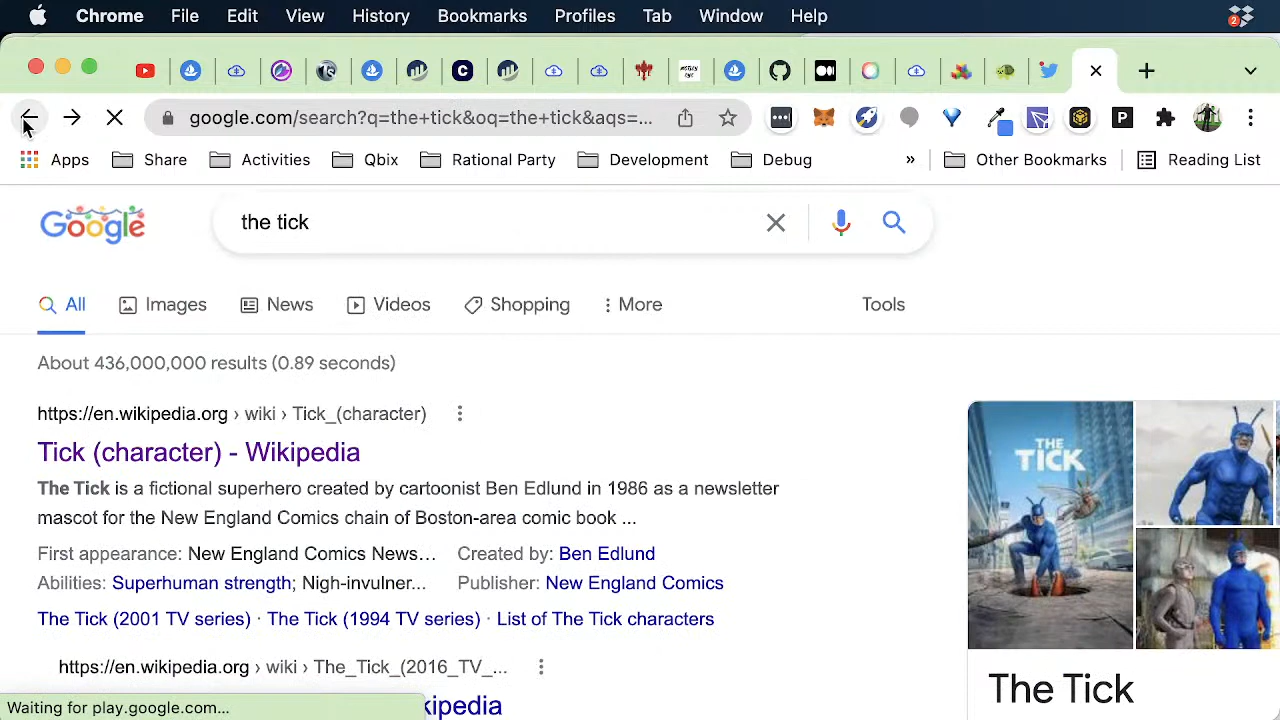 Chrome File Edit View History Bookmarks Profiles Tab Window Help 2
google.com/search?q=the+tick&oq=the+tick&aqs=...
Apps Share Activities Qbix Rational Party Development Debug » Other Bookmarks Reading List
Google the tick
All Images News Videos Shopping More Tools
About 436,000,000 results (0.89 seconds)
https://en.wikipedia.org › wiki › Tick_(character)
Tick (character) - Wikipedia
The Tick is a fictional superhero created by cartoonist Ben Edlund in 1986 as a newsletter
mascot for the New England Comics chain of Boston-area comic book ...
First appearance: New England Comics News… Created by: Ben Edlund
Abilities: Superhuman strength; Nigh-invulner... Publisher: New England Comics
The Tick (2001 TV series) · The Tick (1994 TV series) · List of The Tick characters
THE
TICK
https://en.wikipedia.org › wiki › The_Tick_(2016_TV_...
The Tick
kipedia
Waiting for play.google.com...